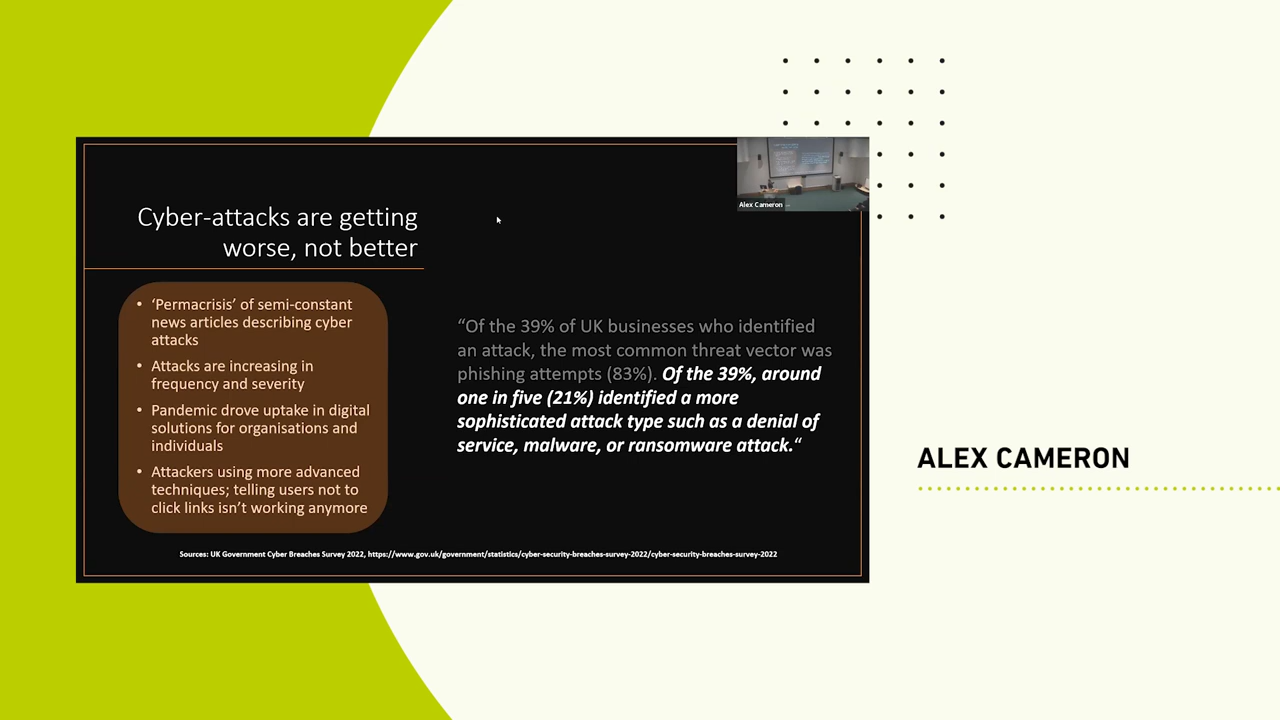 Alex Cameron
Cyber-attacks are getting
worse, not better
• ‘Permacrisis’ of semi-constant
news articles describing cyber
attacks
• Attacks are increasing in
frequency and severity
• Pandemic drove uptake in digital
solutions for organisations and
individuals
• Attackers using more advanced
techniques; telling users not to
click links isn’t working anymore
“Of the 39% of UK businesses who identified
an attack, the most common threat vector was
phishing attempts (83%). Of the 39%, around
one in five (21%) identified a more
sophisticated attack type such as a denial of
service, malware, or ransomware attack.“
Sources: UK Government Cyber Breaches Survey 2022, https://www.gov.uk/government/statistics/cyber-security-breaches-survey-2022/cyber-security-breaches-survey-2022
ALEX CAMERON